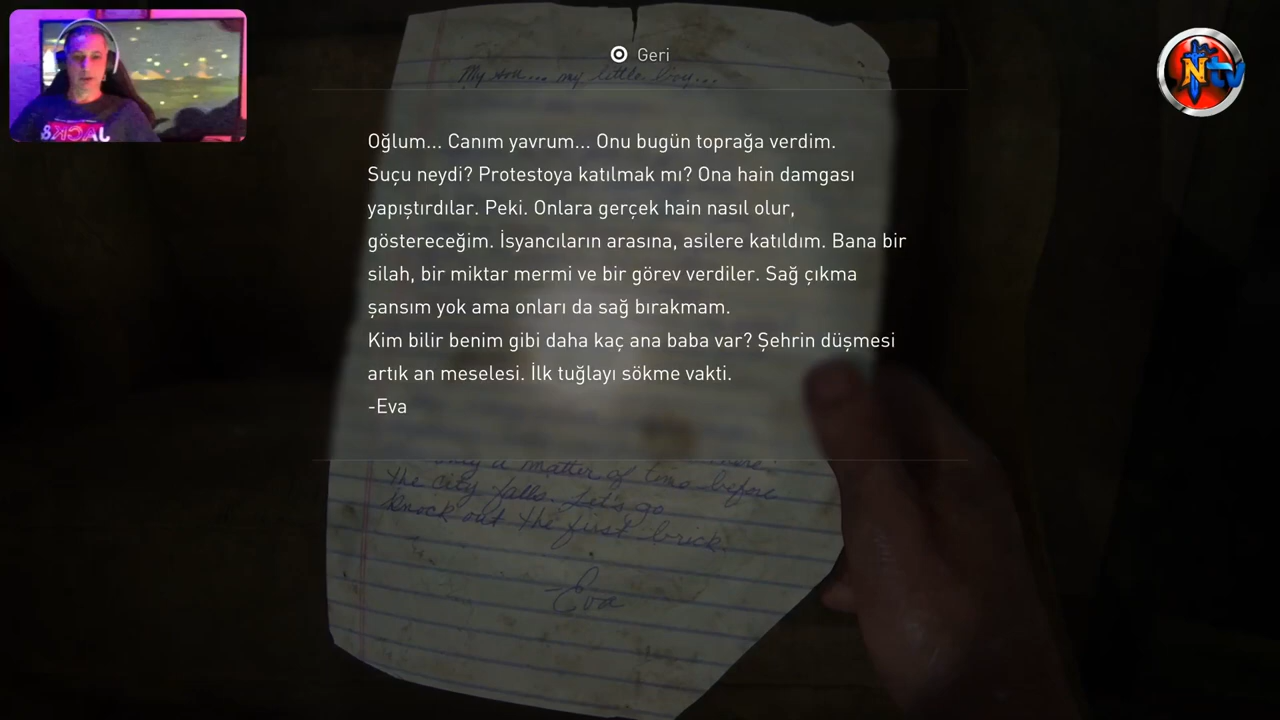 Geri
My son... my little boy...
Oğlum... Canım yavrum... Onu bugün toprağa verdim.
Suçu neydi? Protestoya katılmak mı? Ona hain damgası
yapıştırdılar. Peki. Onlara gerçek hain nasıl olur,
göstereceğim. İsyancıların arasına, asilere katıldım. Bana bir
silah, bir miktar mermi ve bir görev verdiler. Sağ çıkma
şansım yok ama onları da sağ bırakmam.
Kim bilir benim gibi daha kaç ana baba var? Şehrin düşmesi
artık an meselesi. İlk tuğlayı sökme vakti.
-Eva
only a matter of time before
the city falls. Let's go
knock out the first brick.
-Eva
NTV